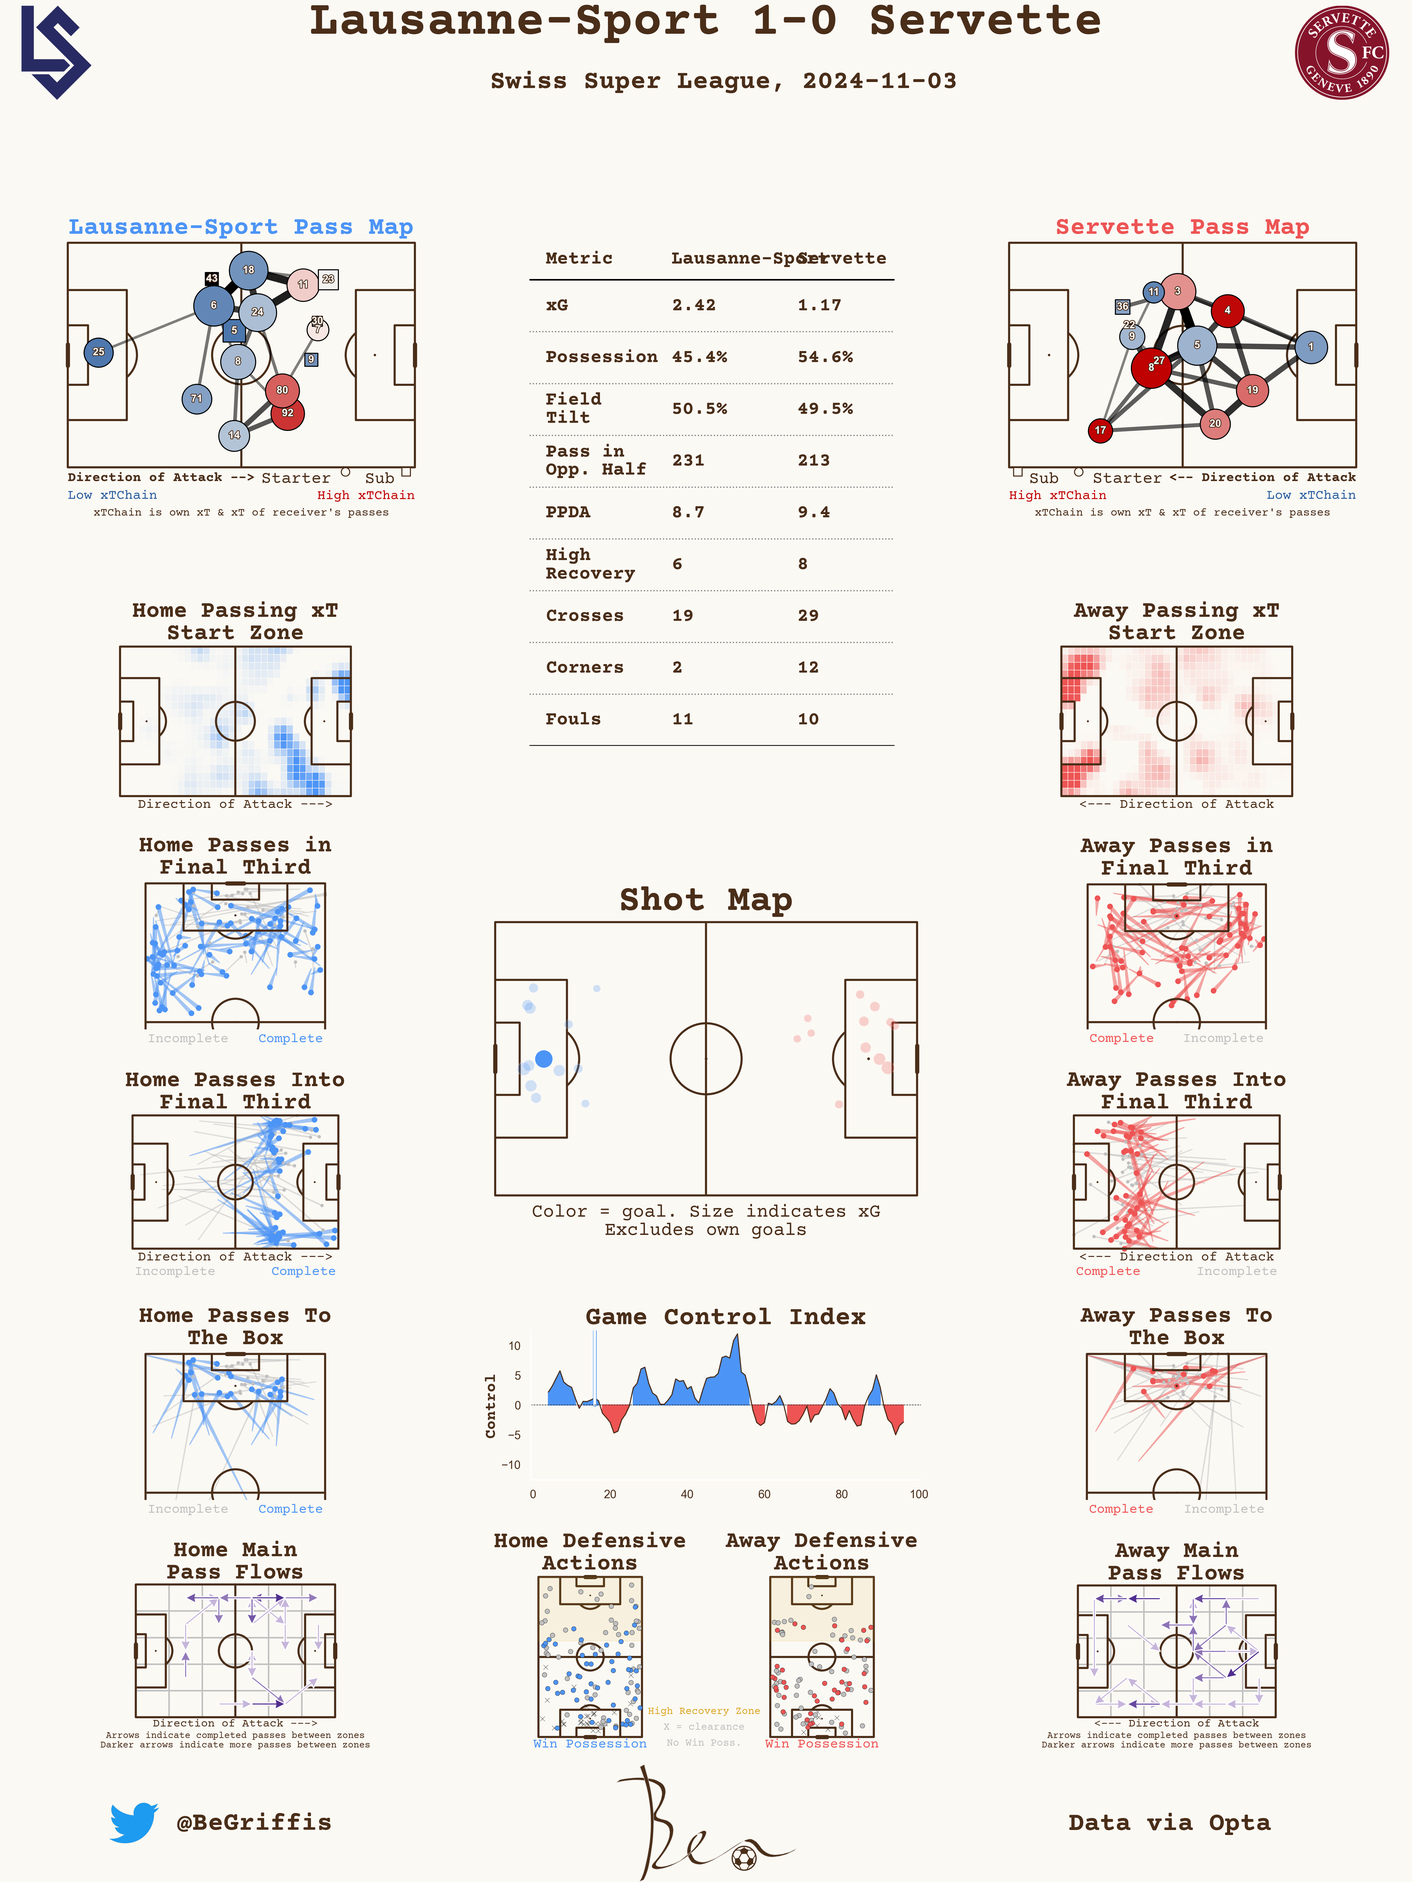 Lausanne-Sport 1-0 Servette
Swiss Super League, 2024-11-03
SERVETTE
FC
GENEVE 1890
Lausanne-Sport Pass Map
43
18
11
23
6
24
5
30
7
25
8
9
71
80
92
14
Direction of Attack --> Starter Sub
Low xTChain High xTChain
xTChain is own xT & xT of receiver's passes
Metric Lausanne-Sport Servette
xG 2.42 1.17
Possession 45.4% 54.6%
Field
Tilt 50.5% 49.5%
Pass in
Opp. Half 231 213
PPDA 8.7 9.4
High
Recovery 6 8
Crosses 19 29
Corners 2 12
Fouls 11 10
Servette Pass Map
11
3
36
4
22
9
5
1
27
8
19
17
20
Sub Starter <-- Direction of Attack
High xTChain Low xTChain
xTChain is own xT & xT of receiver's passes
Home Passing xT
Start Zone
Direction of Attack --->
Away Passing xT
Start Zone
<--- Direction of Attack
Home Passes in
Final Third
Incomplete Complete
Away Passes in
Final Third
Complete Incomplete
Shot Map
Color = goal. Size indicates xG
Excludes own goals
Home Passes Into
Final Third
Direction of Attack --->
Incomplete Complete
Away Passes Into
Final Third
<--- Direction of Attack
Complete Incomplete
Home Passes To
The Box
Incomplete Complete
Game Control Index
Control
10
5
0
−5
−10
0 20 40 60 80 100
Away Passes To
The Box
Complete Incomplete
Home Main
Pass Flows
Direction of Attack --->
Arrows indicate completed passes between zones
Darker arrows indicate more passes between zones
Home Defensive
Actions
Win Possession
Away Defensive
Actions
Win Possession
High Recovery Zone
X = clearance
No Win Poss.
Away Main
Pass Flows
<--- Direction of Attack
Arrows indicate completed passes between zones
Darker arrows indicate more passes between zones
@BeGriffis
Ben
Data via Opta